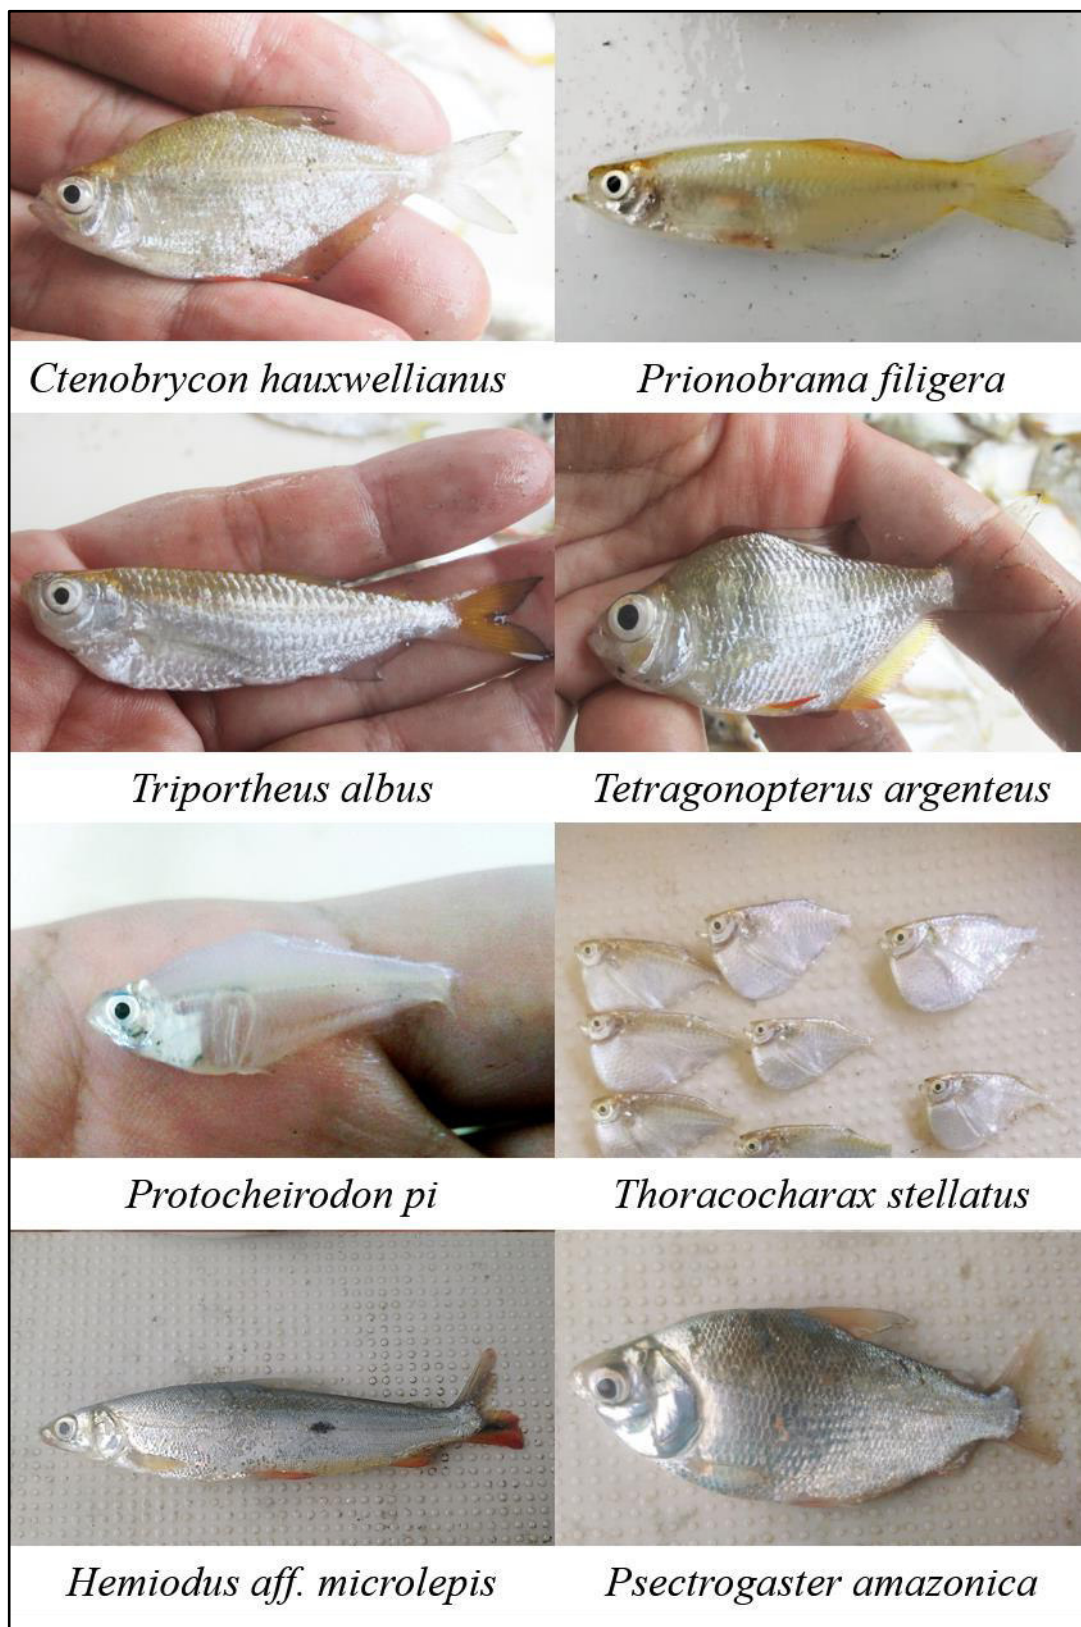 Ctenobrycon hauxwellianus
Prionobrama filigera
Triportheus albus
Tetragonopterus argenteus
Protocheirodon pi
Thoracocharax stellatus
Hemiodus aff. microlepis
Psectrogaster amazonica